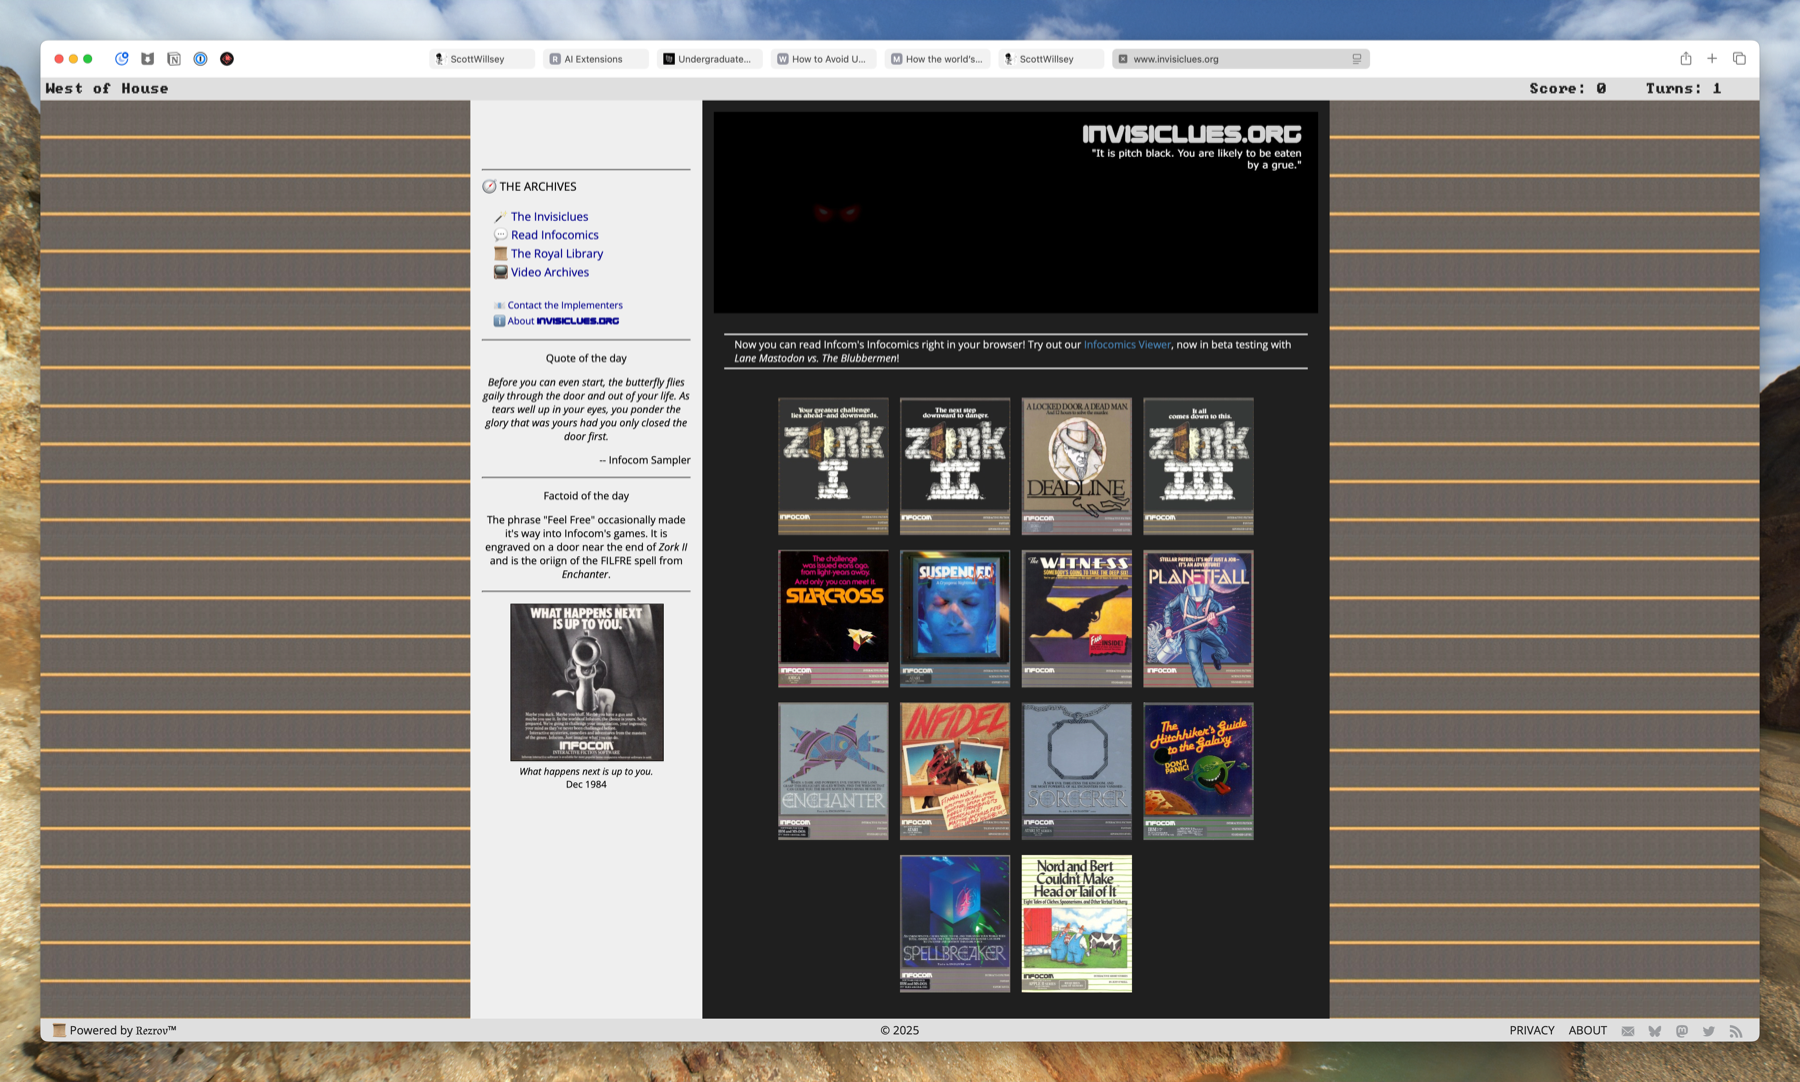 ScottWillsey
AI Extensions
Undergraduate...
How to Avoid U...
How the world's...
ScottWillsey
www.invisiclues.org
West of House
Score: 0
Turns: 1
INVISICLUES.ORG
"It is pitch black. You are likely to be eaten
by a grue."
THE ARCHIVES
The Invisiclues
Read Infocomics
The Royal Library
Video Archives
Contact the Implementers
About INVISICLUES.ORG
Quote of the day
Before you can even start, the butterfly flies
gaily through the door and out of your life. As
tears well up in your eyes, you ponder the
glory that was yours had you only closed the
door first.
-- Infocom Sampler
Factoid of the day
The phrase "Feel Free" occasionally made
it's way into Infocom's games. It is
engraved on a door near the end of Zork II
and is the oriign of the FILFRE spell from
Enchanter.
WHAT HAPPENS NEXT
IS UP TO YOU.
INFOCOM
INTERACTIVE FICTION SOFTWARE
What happens next is up to you.
Dec 1984
Now you can read Infcom's Infocomics right in your browser! Try out our Infocomics Viewer, now in beta testing with
Lane Mastodon vs. The Blubbermen!
Your greatest challenge
lies ahead—and downwards.
ZORK
I
INFOCOM
The next step
downward to danger.
ZORK
II
INFOCOM
A LOCKED DOOR. A DEAD MAN.
DEADLINE
INFOCOM
It all
comes down to this.
ZORK
III
INFOCOM
The challenge
was issued eons ago,
from light-years away.
And only you can meet it.
STARCROSS
INFOCOM
SUSPENDED
INFOCOM
The WITNESS
INFOCOM
STELLAR PATROL: IT'S NOT JUST A JOB—
IT'S AN ADVENTURE!
PLANETFALL
INFOCOM
ENCHANTER
INFOCOM
INFIDEL
INFOCOM
SORCERER
INFOCOM
The
Hitchhiker's Guide
to the Galaxy
DON'T
PANIC!
INFOCOM
SPELLBREAKER
INFOCOM
Nord and Bert
Couldn't Make
Head or Tail of It
Eight Tales of Cliches, Spoonerisms, and Other Verbal Trickery
INFOCOM
Powered by Rezrov™
© 2025
PRIVACY
ABOUT